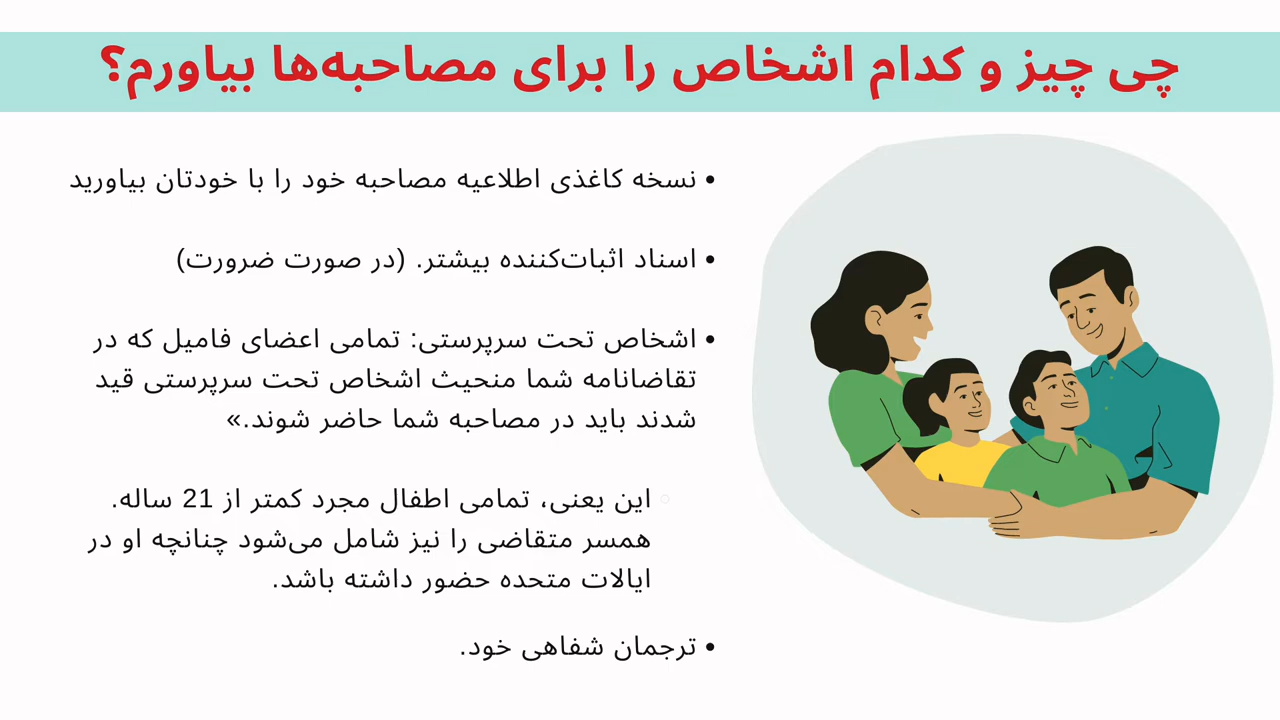 چی چیز و کدام اشخاص را برای مصاحبه‌ها بیاورم؟
• نسخه کاغذی اطلاعیه مصاحبه خود را با خودتان بیاورید
• اسناد اثبات‌کننده بیشتر. (در صورت ضرورت)
• اشخاص تحت سرپرستی: تمامی اعضای فامیل که در
تقاضانامه شما منحیث اشخاص تحت سرپرستی قید
شدند باید در مصاحبه شما حاضر شوند.»
○ این یعنی، تمامی اطفال مجرد کمتر از 21 ساله.
همسر متقاضی را نیز شامل می‌شود چنانچه او در
ایالات متحده حضور داشته باشد.
• ترجمان شفاهی خود.